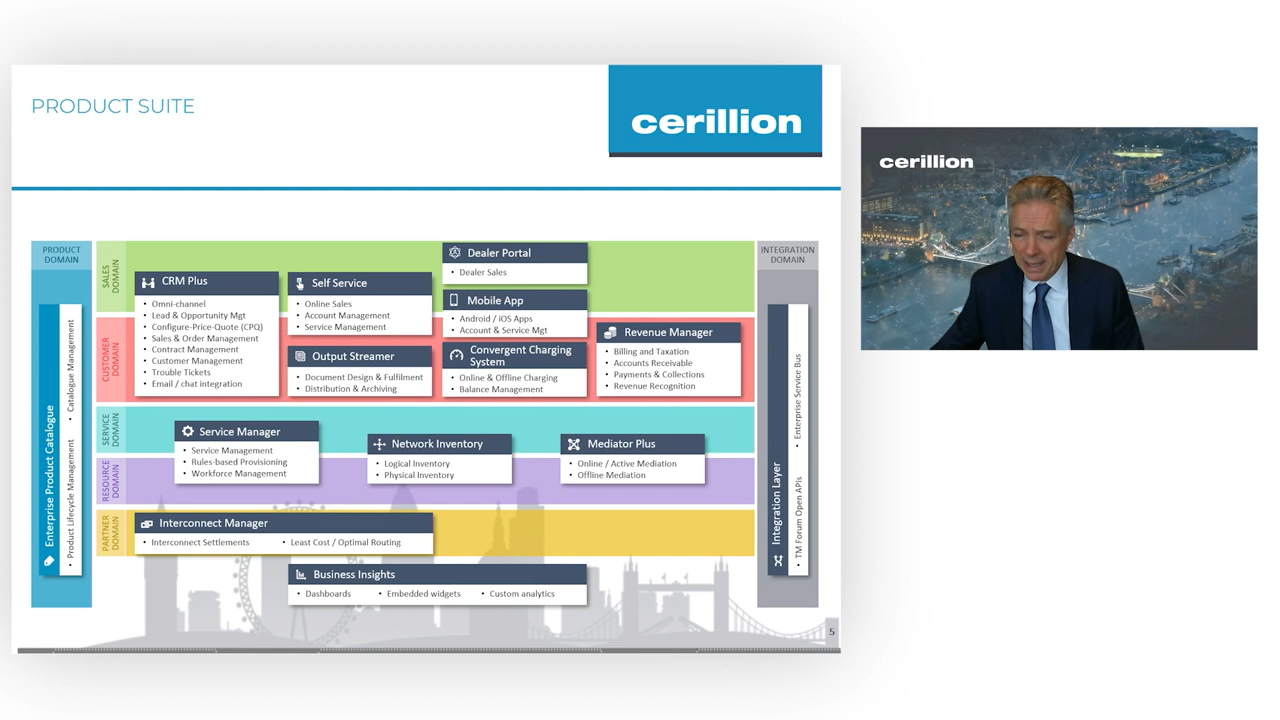 PRODUCT SUITE
cerillion
cerillion
PRODUCT
DOMAIN
Enterprise Product Catalogue
• Product Lifecycle Management
• Catalogue Management
SALES
DOMAIN
CUSTOMER
DOMAIN
SERVICE
DOMAIN
RESOURCE
DOMAIN
PARTNER
DOMAIN
CRM Plus
• Omni-channel
• Lead & Opportunity Mgt
• Configure-Price-Quote (CPQ)
• Sales & Order Management
• Contract Management
• Customer Management
• Trouble Tickets
• Email / chat integration
Self Service
• Online Sales
• Account Management
• Service Management
Output Streamer
• Document Design & Fulfilment
• Distribution & Archiving
Dealer Portal
• Dealer Sales
Mobile App
• Android / iOS Apps
• Account & Service Mgt
Convergent Charging
System
• Online & Offline Charging
• Balance Management
Revenue Manager
• Billing and Taxation
• Accounts Receivable
• Payments & Collections
• Revenue Recognition
Service Manager
• Service Management
• Rules-based Provisioning
• Workforce Management
Network Inventory
• Logical Inventory
• Physical Inventory
Mediator Plus
• Online / Active Mediation
• Offline Mediation
Interconnect Manager
• Interconnect Settlements
• Least Cost / Optimal Routing
Business Insights
• Dashboards
• Embedded widgets
• Custom analytics
INTEGRATION
DOMAIN
Integration Layer
• TM Forum Open APIs
• Enterprise Service Bus
5